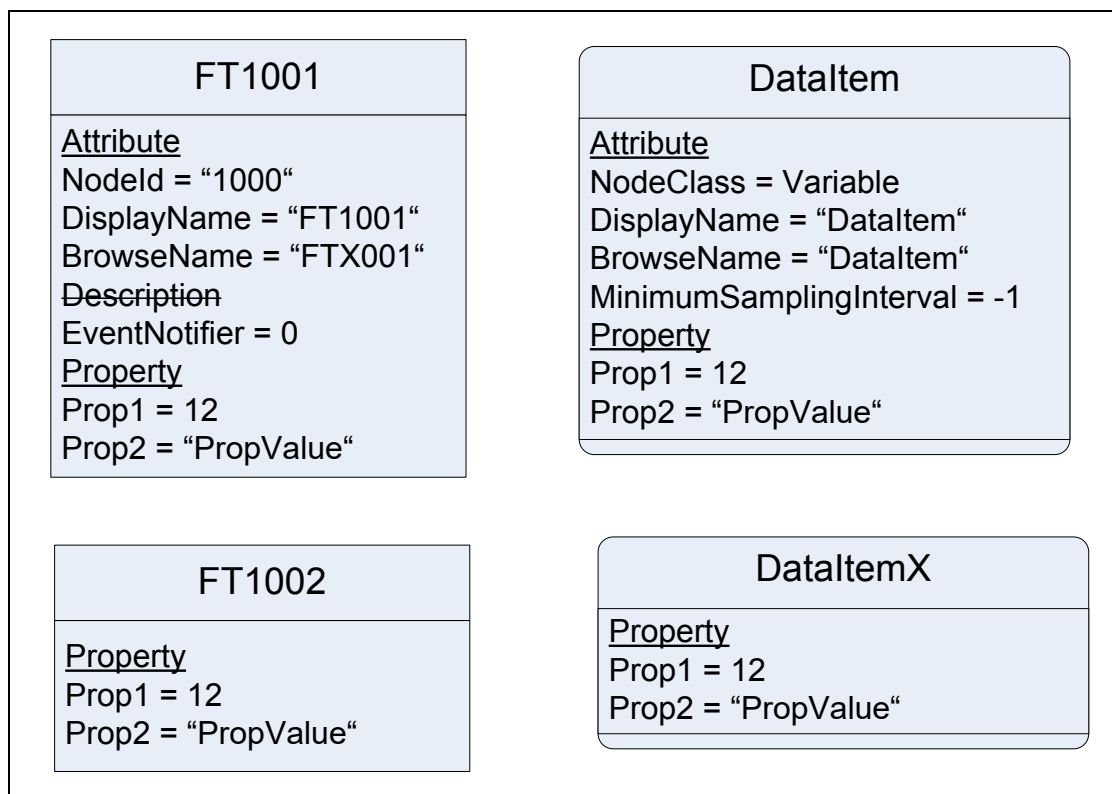 FT1001
Attribute
NodeId = “1000“
DisplayName = “FT1001“
BrowseName = “FTX001“
Description
EventNotifier = 0
Property
Prop1 = 12
Prop2 = “PropValue“
DataItem
Attribute
NodeClass = Variable
DisplayName = “DataItem“
BrowseName = “DataItem“
MinimumSamplingInterval = -1
Property
Prop1 = 12
Prop2 = “PropValue“
FT1002
Property
Prop1 = 12
Prop2 = “PropValue“
DataItemX
Property
Prop1 = 12
Prop2 = “PropValue“